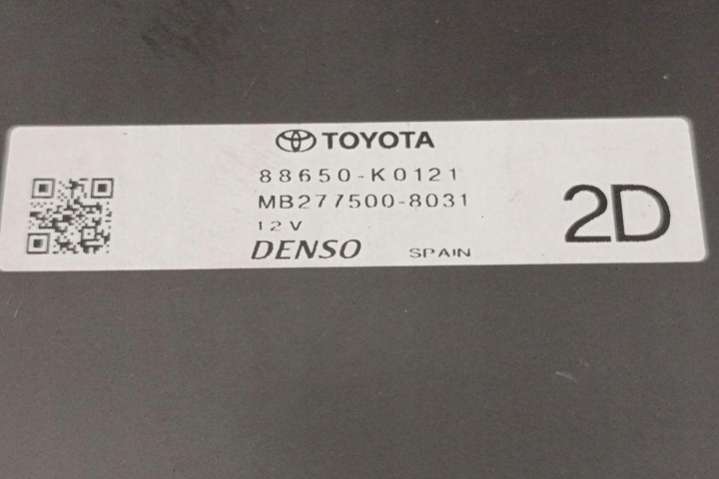 TOYOTA
88650-K0121
MB277500-8031
12V
DENSO SPAIN
2D